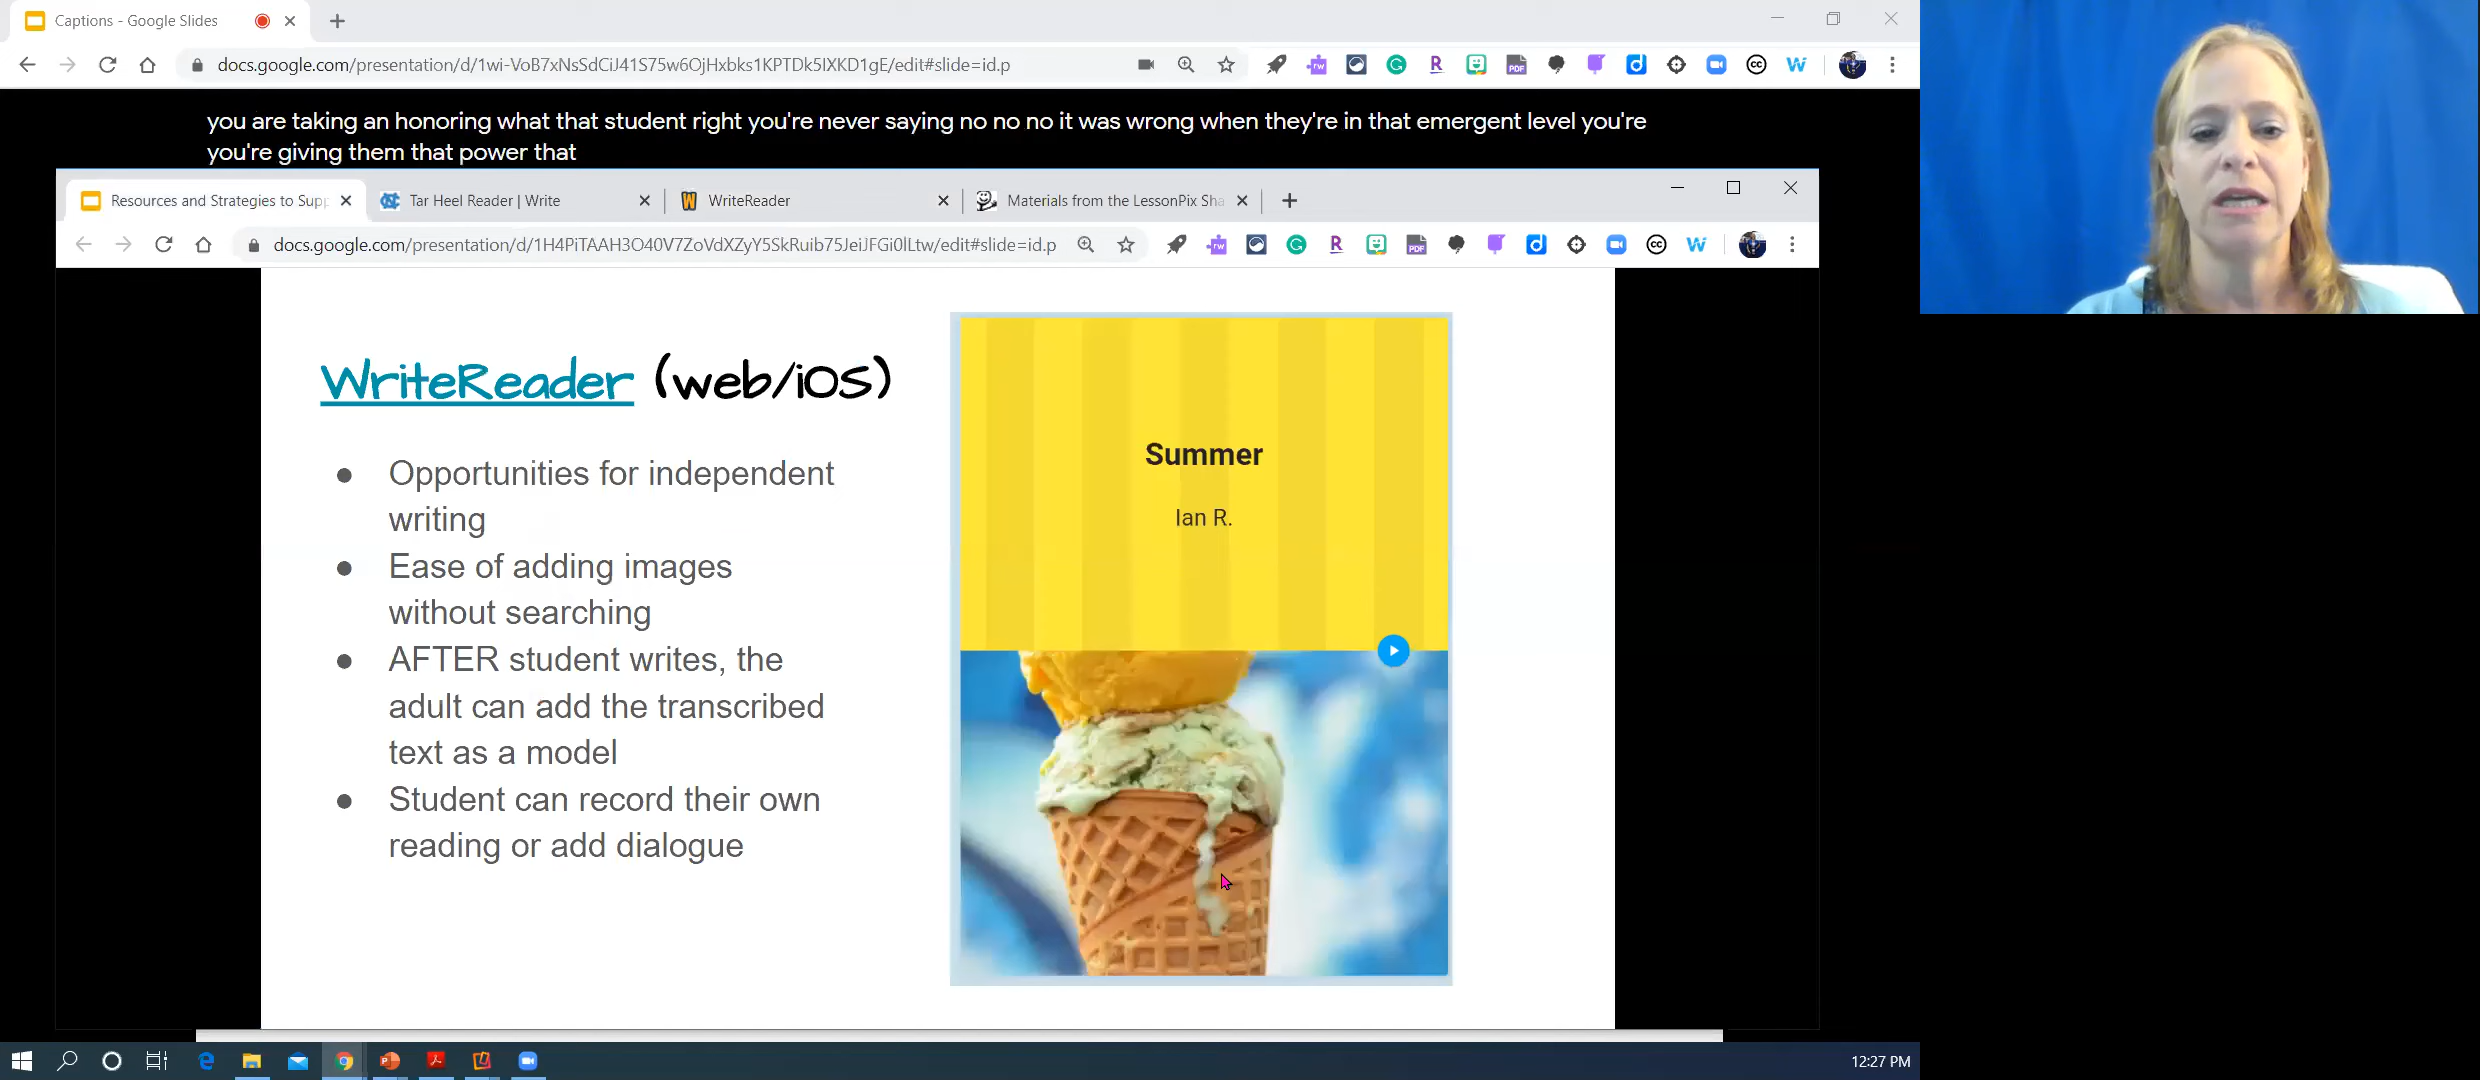 Captions - Google Slides
docs.google.com/presentation/d/1wi-VoB7xNsSdCiJ41S75w6OjHxbks1KPTDk5lXKD1gE/edit#slide=id.p
you are taking an honoring what that student right you're never saying no no no it was wrong when they're in that emergent level you're
you're giving them that power that
Resources and Strategies to Supp
Tar Heel Reader | Write
WriteReader
Materials from the LessonPix Sha
docs.google.com/presentation/d/1H4PiTAAH3O40V7ZoVdXZyY5SkRuib75JeiJFGi0lLtw/edit#slide=id.p
WriteReader (web/iOS)
● Opportunities for independent
writing
● Ease of adding images
without searching
● AFTER student writes, the
adult can add the transcribed
text as a model
● Student can record their own
reading or add dialogue
Summer
Ian R.
12:27 PM